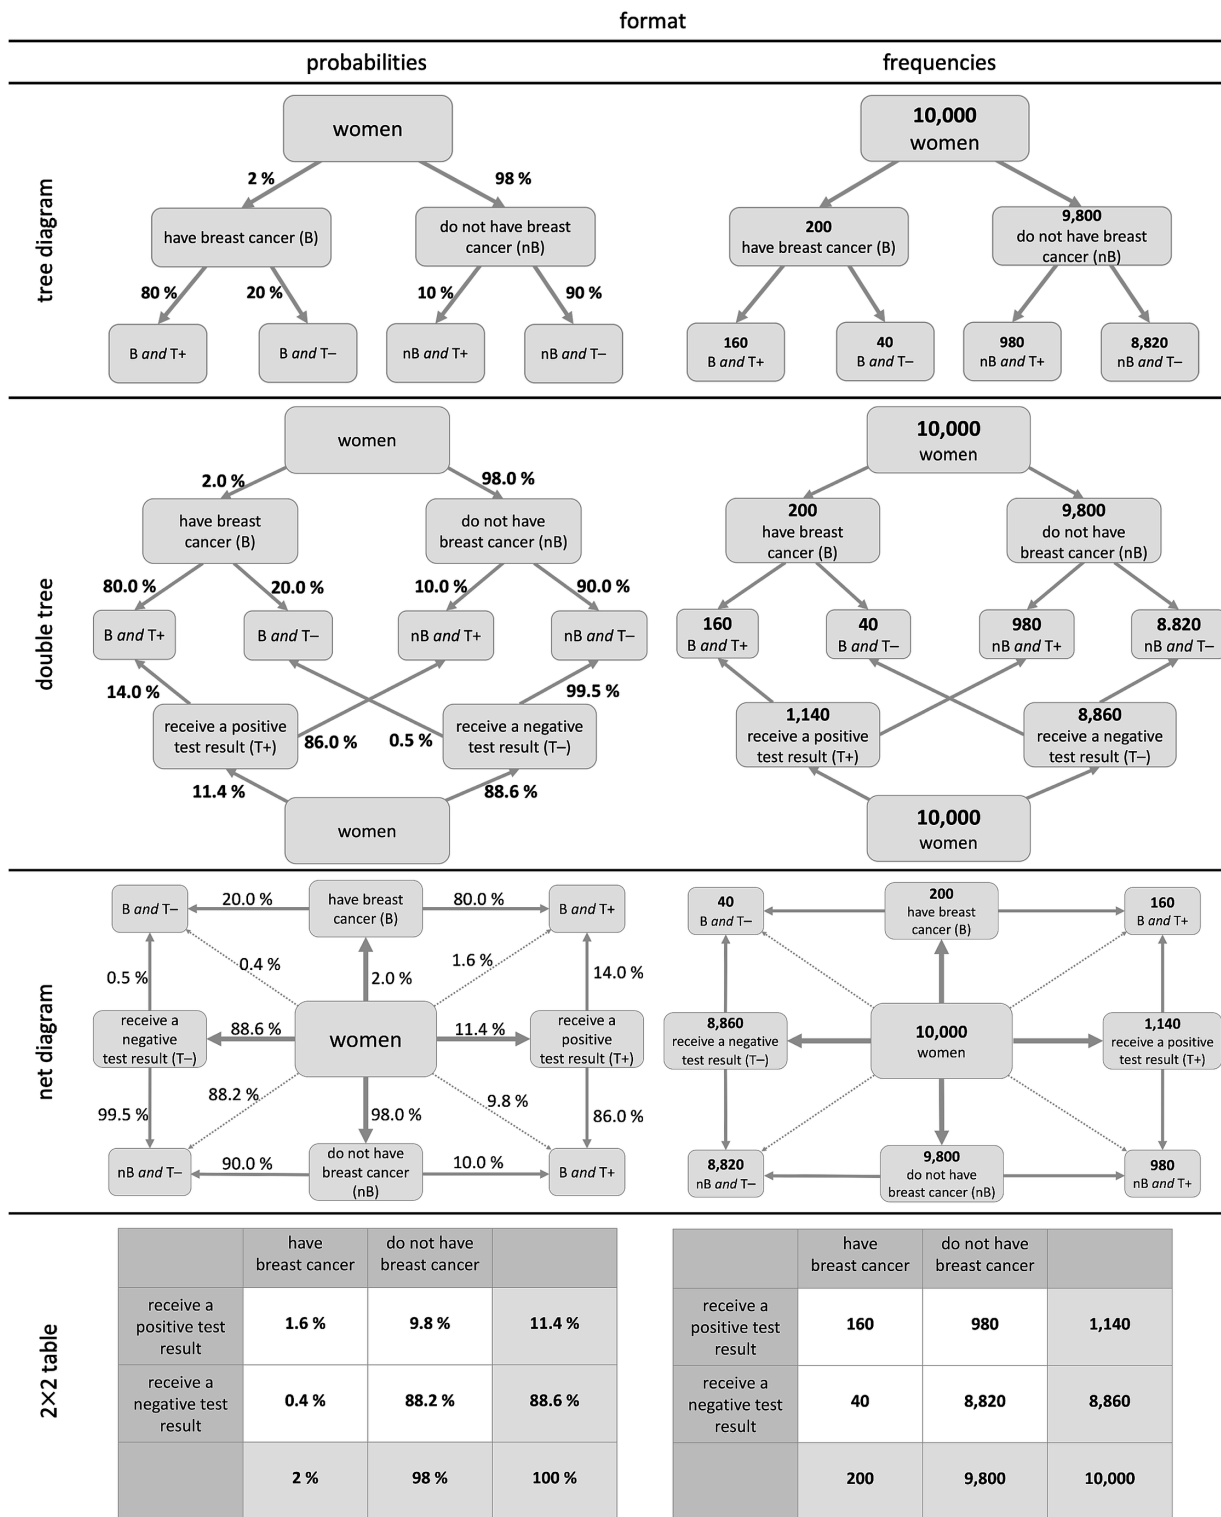 format
probabilities
frequencies
tree diagram
women
2 %
98 %
have breast cancer (B)
do not have breast
cancer (nB)
80 %
20 %
10 %
90 %
B and T+
B and T–
nB and T+
nB and T–
10,000
women
200
have breast cancer (B)
9,800
do not have breast
cancer (nB)
160
B and T+
40
B and T–
980
nB and T+
8,820
nB and T–
double tree
women
2.0 %
98.0 %
have breast
cancer (B)
do not have
breast cancer (nB)
80.0 %
20.0 %
10.0 %
90.0 %
B and T+
B and T–
nB and T+
nB and T–
14.0 %
99.5 %
receive a positive
test result (T+)
86.0 %
0.5 %
receive a negative
test result (T–)
11.4 %
88.6 %
women
10,000
women
200
have breast
cancer (B)
9,800
do not have
breast cancer (nB)
160
B and T+
40
B and T–
980
nB and T+
8.820
nB and T–
1,140
receive a positive
test result (T+)
8,860
receive a negative
test result (T–)
10,000
women
net diagram
B and T–
20.0 %
have breast
cancer (B)
80.0 %
B and T+
0.5 %
0.4 %
2.0 %
1.6 %
14.0 %
receive a
negative
test result (T–)
88.6 %
women
11.4 %
receive a
positive
test result (T+)
99.5 %
88.2 %
98.0 %
9.8 %
86.0 %
nB and T–
90.0 %
do not have
breast cancer
(nB)
10.0 %
B and T+
40
B and T–
200
have breast
cancer (B)
160
B and T+
8,860
receive a negative
test result (T–)
10,000
women
1,140
receive a positive
test result (T+)
8,820
nB and T–
9,800
do not have
breast cancer (nB)
980
nB and T+
2×2 table
have
breast cancer
do not have
breast cancer
receive a
positive test
result
1.6 %
9.8 %
11.4 %
receive a
negative test
result
0.4 %
88.2 %
88.6 %
2 %
98 %
100 %
have
breast cancer
do not have
breast cancer
receive a
positive test
result
160
980
1,140
receive a
negative test
result
40
8,820
8,860
200
9,800
10,000